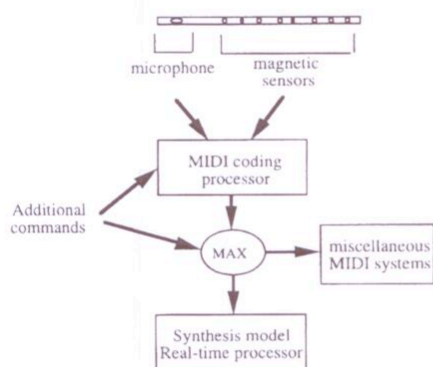 microphone
magnetic
sensors
MIDI coding
processor
Additional
commands
MAX
miscellaneous
MIDI systems
Synthesis model
Real-time processor